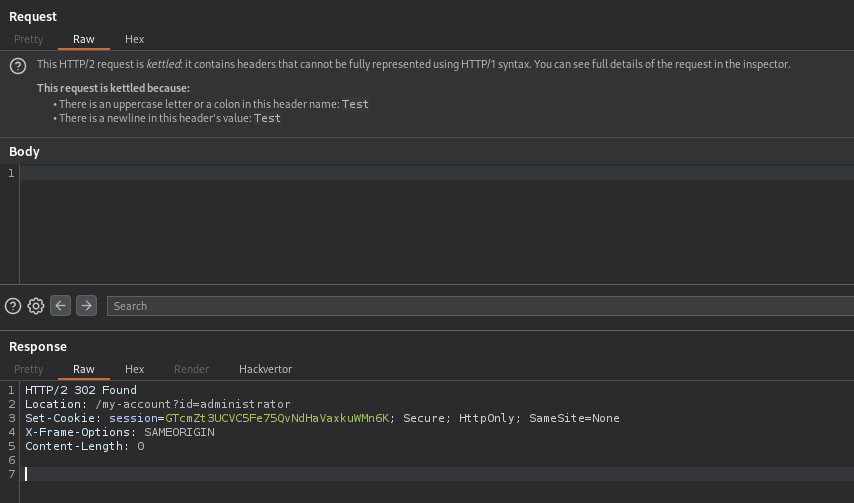 Request
Pretty Raw Hex
This HTTP/2 request is kettled: it contains headers that cannot be fully represented using HTTP/1 syntax. You can see full details of the request in the inspector.
This request is kettled because:
• There is an uppercase letter or a colon in this header name: Test
• There is a newline in this header's value: Test
Body
1
Search
Response
Pretty Raw Hex Render Hackvertor
1 HTTP/2 302 Found
2 Location: /my-account?id=administrator
3 Set-Cookie: session=GTcmZt3UCVC5Fe75QvNdHaVaxkuWMn6K; Secure; HttpOnly; SameSite=None
4 X-Frame-Options: SAMEORIGIN
5 Content-Length: 0
6
7